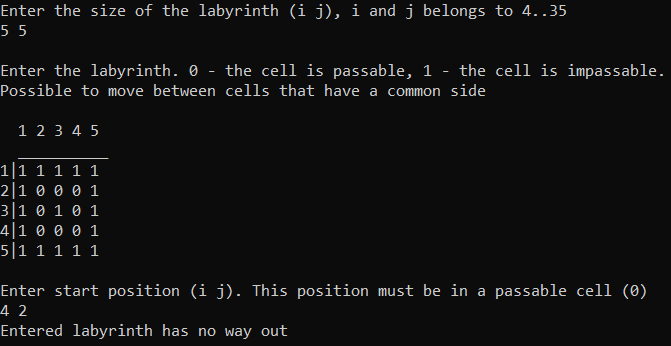 Enter the size of the labyrinth (i j), i and j belongs to 4..35
5 5
Enter the labyrinth. 0 - the cell is passable, 1 - the cell is impassable.
Possible to move between cells that have a common side
1 2 3 4 5
_________
1|1 1 1 1 1
2|1 0 0 0 1
3|1 0 1 0 1
4|1 0 0 0 1
5|1 1 1 1 1
Enter start position (i j). This position must be in a passable cell (0)
4 2
Entered labyrinth has no way out